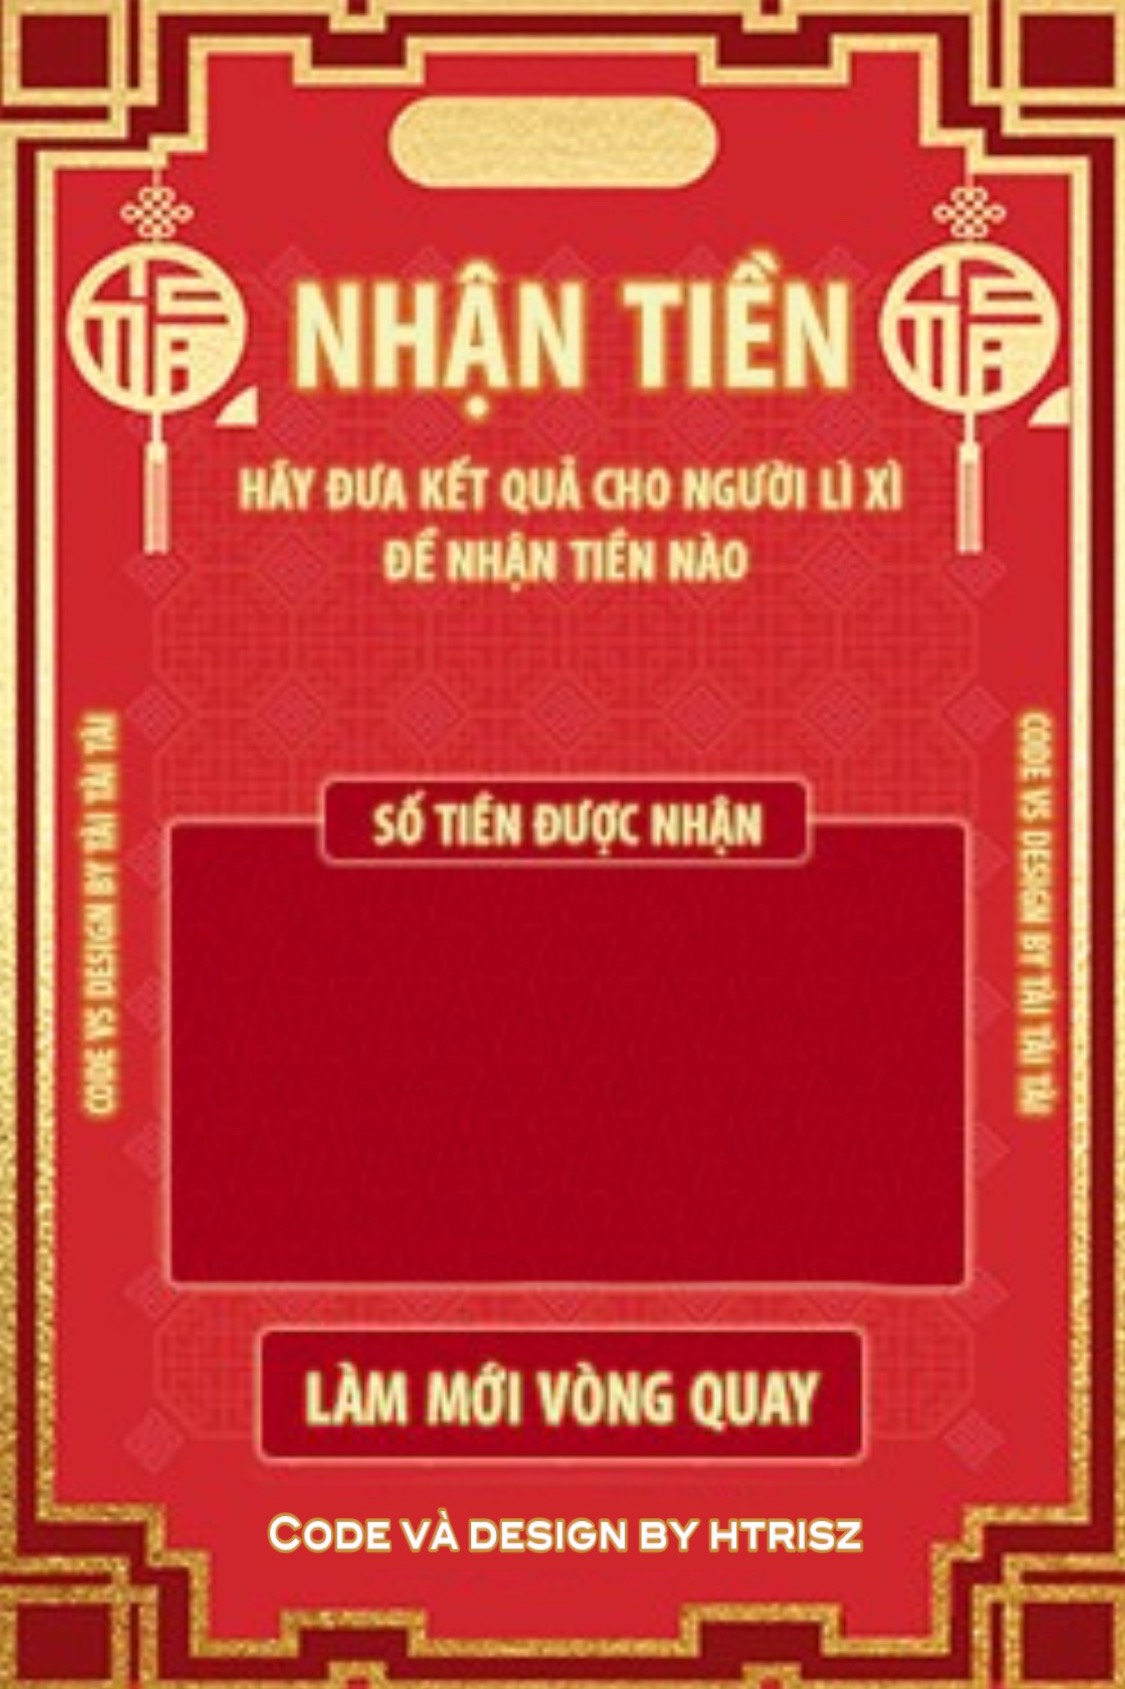 NHẬN TIỀN
HÃY ĐƯA KẾT QUẢ CHO NGƯỜI LÌ XÌ
ĐỂ NHẬN TIỀN NÀO
CODE VS DESIGN BY TÀI TÀI TÀI
CODE VS DESIGN BY TÀI TÀI TÀI
SỐ TIỀN ĐƯỢC NHẬN
LÀM MỚI VÒNG QUAY
CODE VÀ DESIGN BY HTRISZ